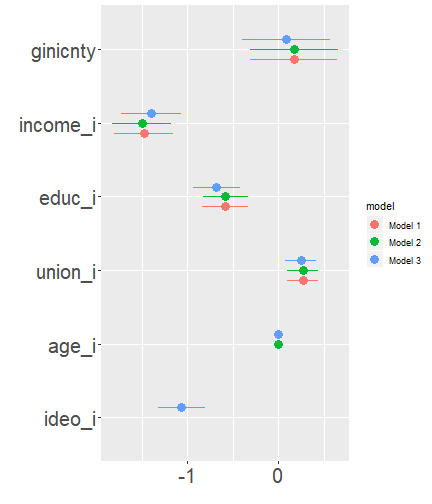 ginicnty
income_i
educ_i
union_i
age_i
ideo_i
-1 0
model
Model 1
Model 2
Model 3